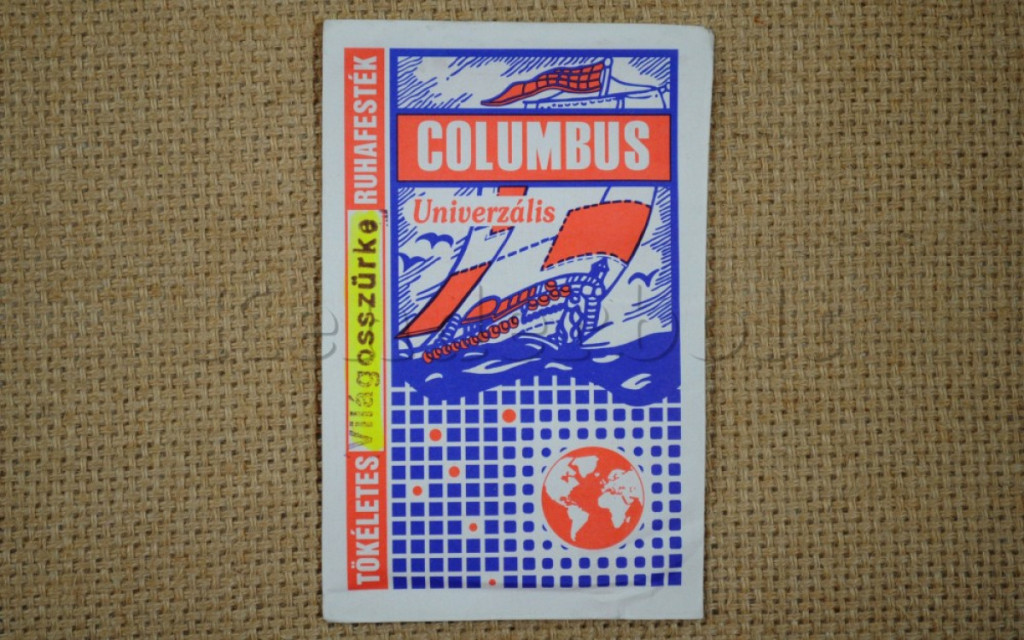 COLUMBUS
Univerzális
TÖKÉLETES
Világosszürke
RUHAFESTÉK